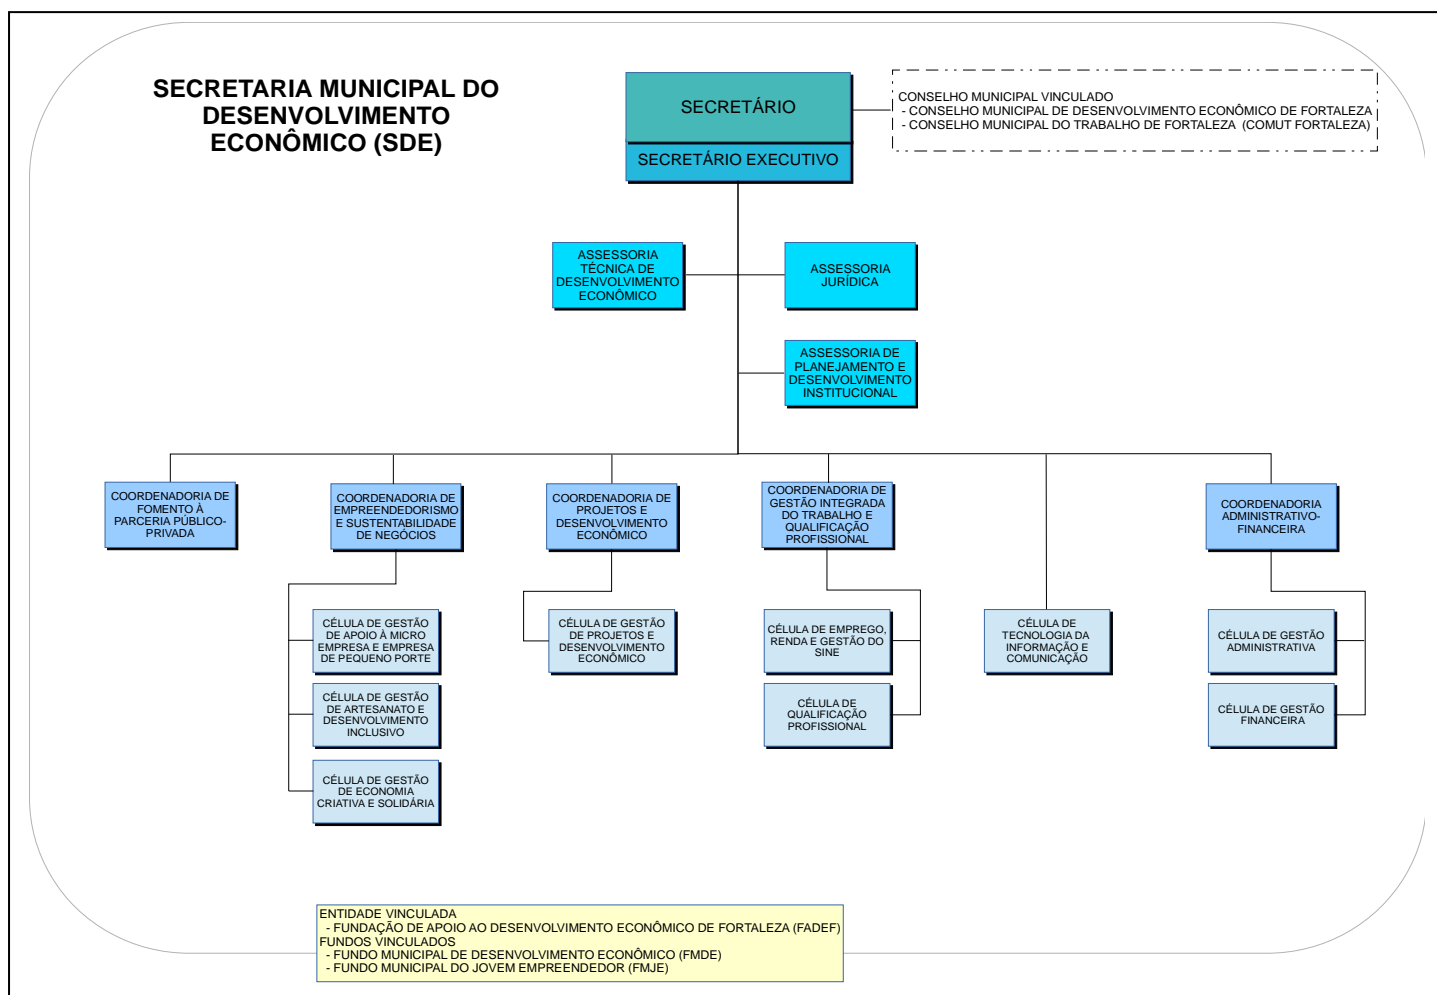 SECRETARIA MUNICIPAL DO
DESENVOLVIMENTO
ECONÔMICO (SDE)
SECRETÁRIO
SECRETÁRIO EXECUTIVO
CONSELHO MUNICIPAL VINCULADO
- CONSELHO MUNICIPAL DE DESENVOLVIMENTO ECONÔMICO DE FORTALEZA
- CONSELHO MUNICIPAL DO TRABALHO DE FORTALEZA (COMUT FORTALEZA)
ASSESSORIA
TÉCNICA DE
DESENVOLVIMENTO
ECONÔMICO
ASSESSORIA
JURÍDICA
ASSESSORIA DE
PLANEJAMENTO E
DESENVOLVIMENTO
INSTITUCIONAL
COORDENADORIA DE
FOMENTO À
PARCERIA PÚBLICO-
PRIVADA
COORDENADORIA DE
EMPREENDEDORISMO
E SUSTENTABILIDADE
DE NEGÓCIOS
COORDENADORIA DE
PROJETOS E
DESENVOLVIMENTO
ECONÔMICO
COORDENADORIA DE
GESTÃO INTEGRADA
DO TRABALHO E
QUALIFICAÇÃO
PROFISSIONAL
COORDENADORIA
ADMINISTRATIVO-
FINANCEIRA
CÉLULA DE GESTÃO
DE APOIO À MICRO
EMPRESA E EMPRESA
DE PEQUENO PORTE
CÉLULA DE GESTÃO
DE PROJETOS E
DESENVOLVIMENTO
ECONÔMICO
CÉLULA DE EMPREGO,
RENDA E GESTÃO DO
SINE
CÉLULA DE
TECNOLOGIA DA
INFORMAÇÃO E
COMUNICAÇÃO
CÉLULA DE GESTÃO
ADMINISTRATIVA
CÉLULA DE GESTÃO
DE ARTESANATO E
DESENVOLVIMENTO
INCLUSIVO
CÉLULA DE
QUALIFICAÇÃO
PROFISSIONAL
CÉLULA DE GESTÃO
FINANCEIRA
CÉLULA DE GESTÃO
DE ECONOMIA
CRIATIVA E SOLIDÁRIA
ENTIDADE VINCULADA
- FUNDAÇÃO DE APOIO AO DESENVOLVIMENTO ECONÔMICO DE FORTALEZA (FADEF)
FUNDOS VINCULADOS
- FUNDO MUNICIPAL DE DESENVOLVIMENTO ECONÔMICO (FMDE)
- FUNDO MUNICIPAL DO JOVEM EMPREENDEDOR (FMJE)